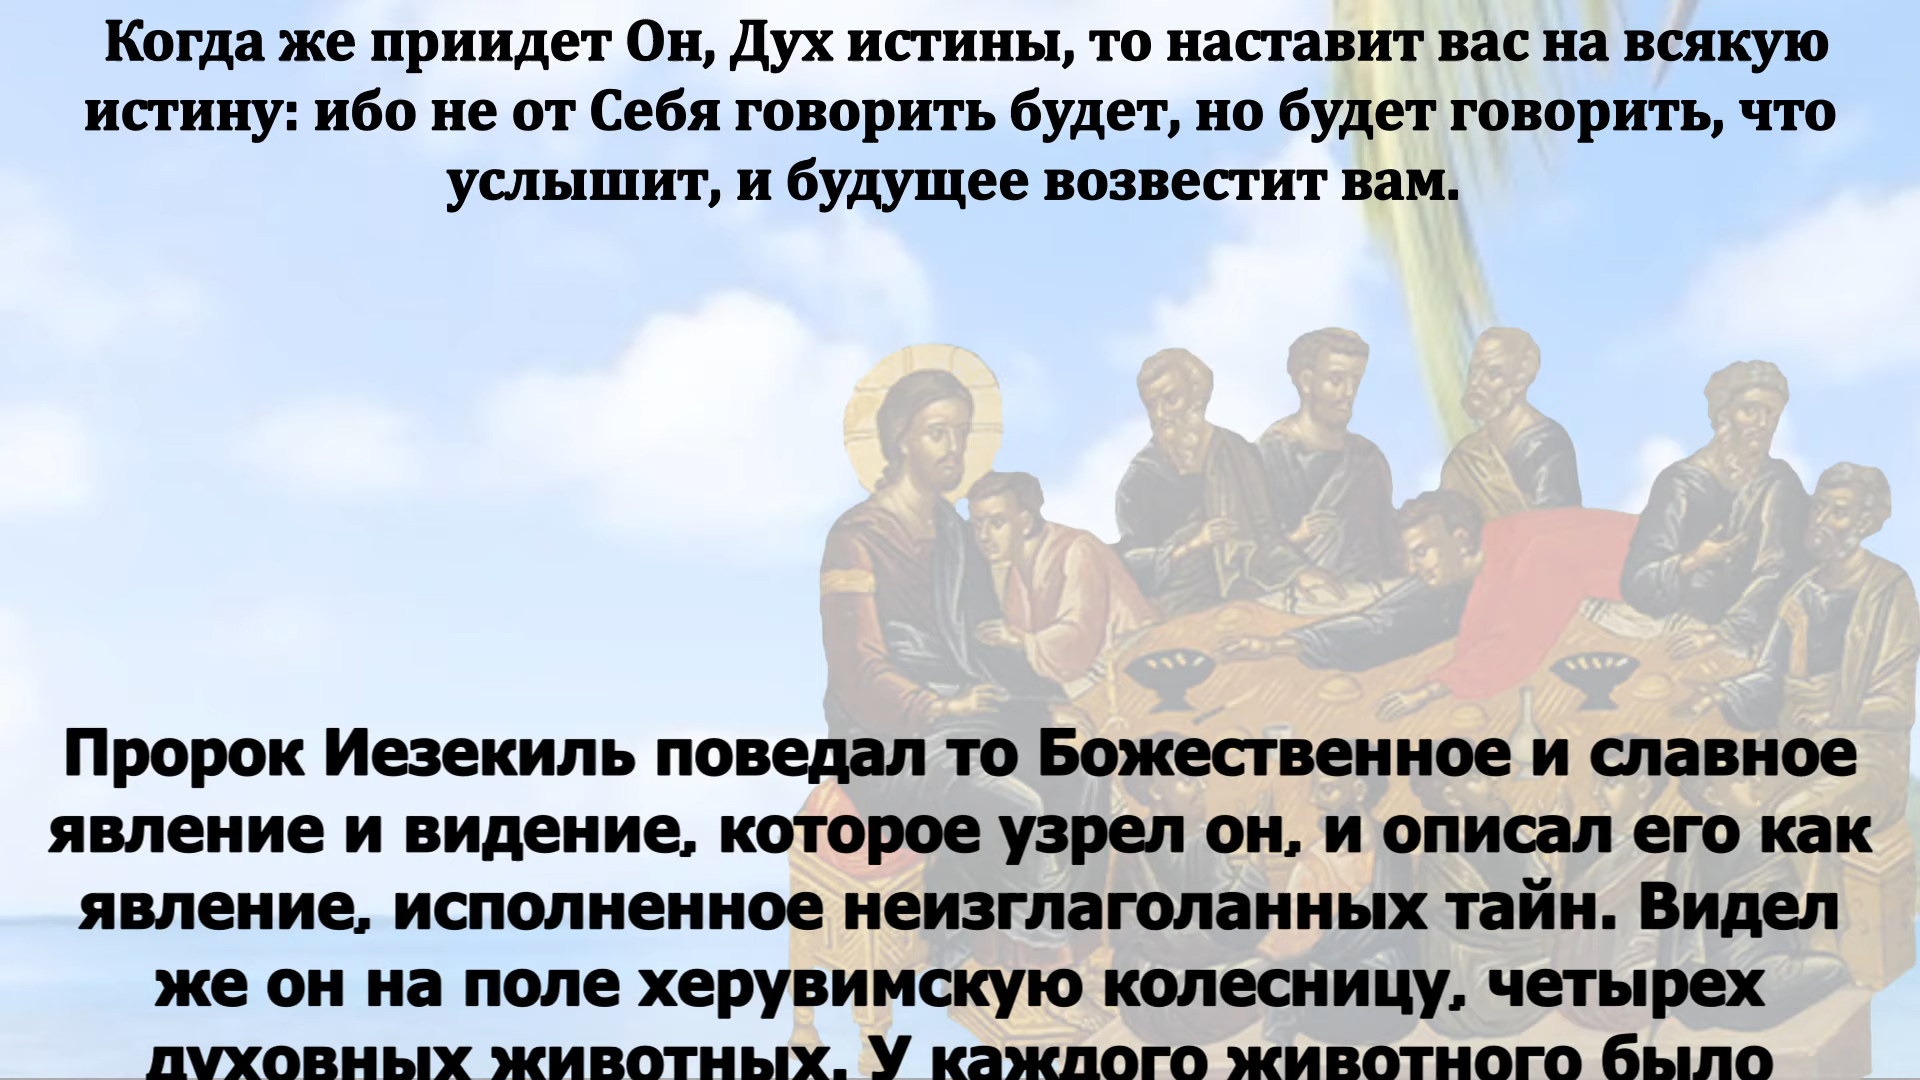 Когда же приидет Он, Дух истины, то наставит вас на всякую
истину: ибо не от Себя говорить будет, но будет говорить, что
услышит, и будущее возвестит вам.
Пророк Иезекиль поведал то Божественное и славное
явление и видение, которое узрел он, и описал его как
явление, исполненное неизглаголанных тайн. Видел
же он на поле херувимскую колесницу, четырех
духовных животных. У каждого животного было